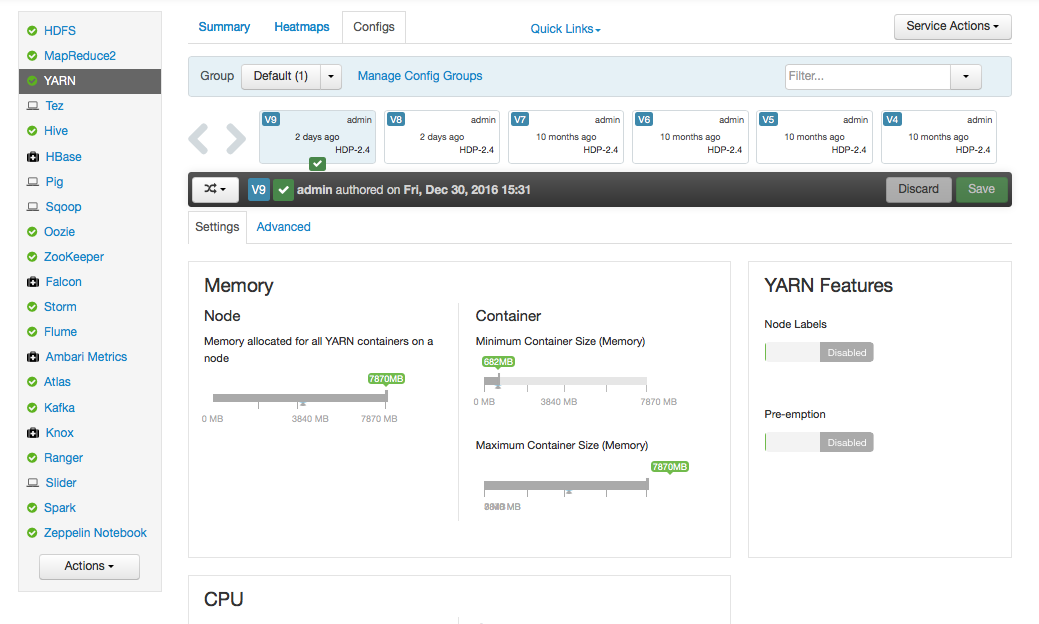 HDFS
MapReduce2
YARN
Tez
Hive
HBase
Pig
Sqoop
Oozie
ZooKeeper
Falcon
Storm
Flume
Ambari Metrics
Atlas
Kafka
Knox
Ranger
Slider
Spark
Zeppelin Notebook
Actions
Summary Heatmaps Configs Quick Links Service Actions
Group Default (1) Manage Config Groups Filter...
V9 admin
2 days ago
HDP-2.4
V8 admin
2 days ago
HDP-2.4
V7 admin
10 months ago
HDP-2.4
V6 admin
10 months ago
HDP-2.4
V5 admin
10 months ago
HDP-2.4
V4 admin
10 months ago
HDP-2.4
V9 admin authored on Fri, Dec 30, 2016 15:31 Discard Save
Settings Advanced
Memory
Node
Memory allocated for all YARN containers on a
node
7870MB
0 MB 3840 MB 7870 MB
Container
Minimum Container Size (Memory)
682MB
0 MB 3840 MB 7870 MB
Maximum Container Size (Memory)
7870MB
MB
YARN Features
Node Labels
Disabled
Pre-emption
Disabled
CPU